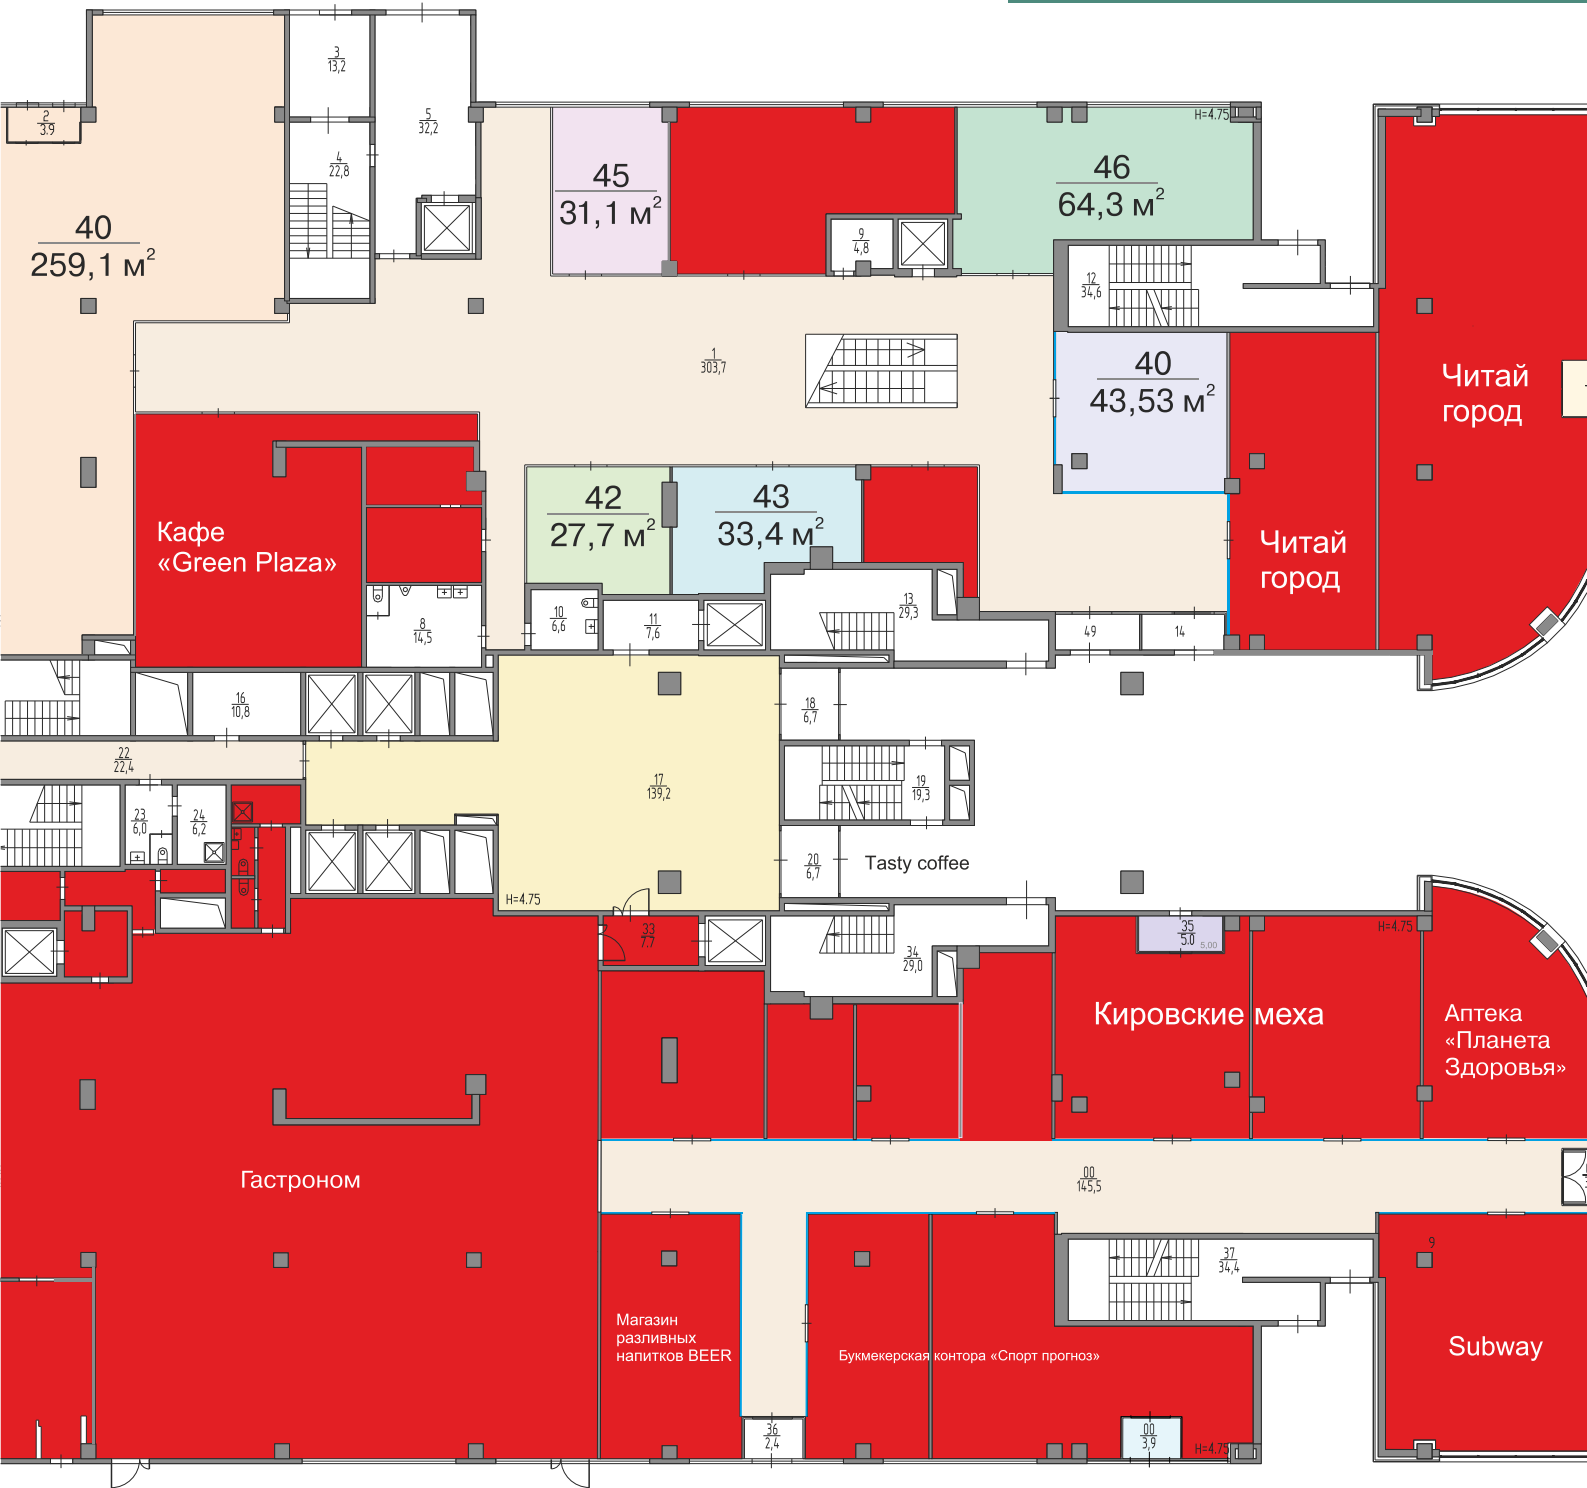 3
13,2
2
3.9
5
32,2
4
22,8
H=4.75
40
259,1 м²
45
31,1 м²
46
64,3 м²
9
4,8
12
34,6
1
303,7
40
43,53 м²
Читай
город
Читай
город
Кафе
«Green Plaza»
42
27,7 м²
43
33,4 м²
8
14,5
10
6,6
11
7,6
13
29,3
49
14
16
10,8
18
6,7
22
22,4
17
139,2
19
19,3
23
6,0
24
6,2
20
6,7
Tasty coffee
H=4.75
33
7.7
34
29,0
35
5.0
5,00
H=4.75
Кировские меха
Аптека
«Планета
Здоровья»
Гастроном
00
145,5
37
34,4
9
Магазин
разливных
напитков BEER
Букмекерская контора «Спорт прогноз»
Subway
36
2,4
00
3,9
H=4.75